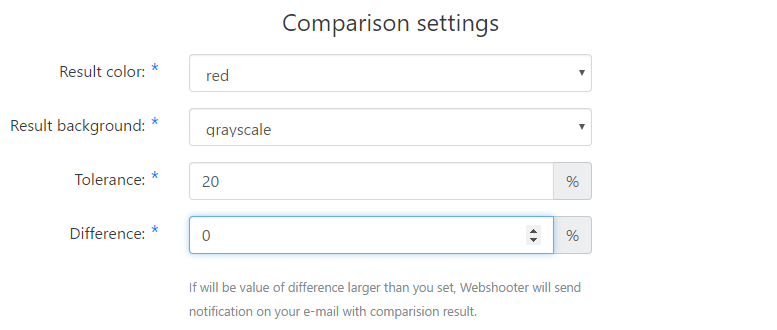 Comparison settings
Result color: * red
Result background: * grayscale
Tolerance: * 20 %
Difference: * 0 %
If will be value of difference larger than you set, Webshooter will send
notification on your e-mail with comparision result.